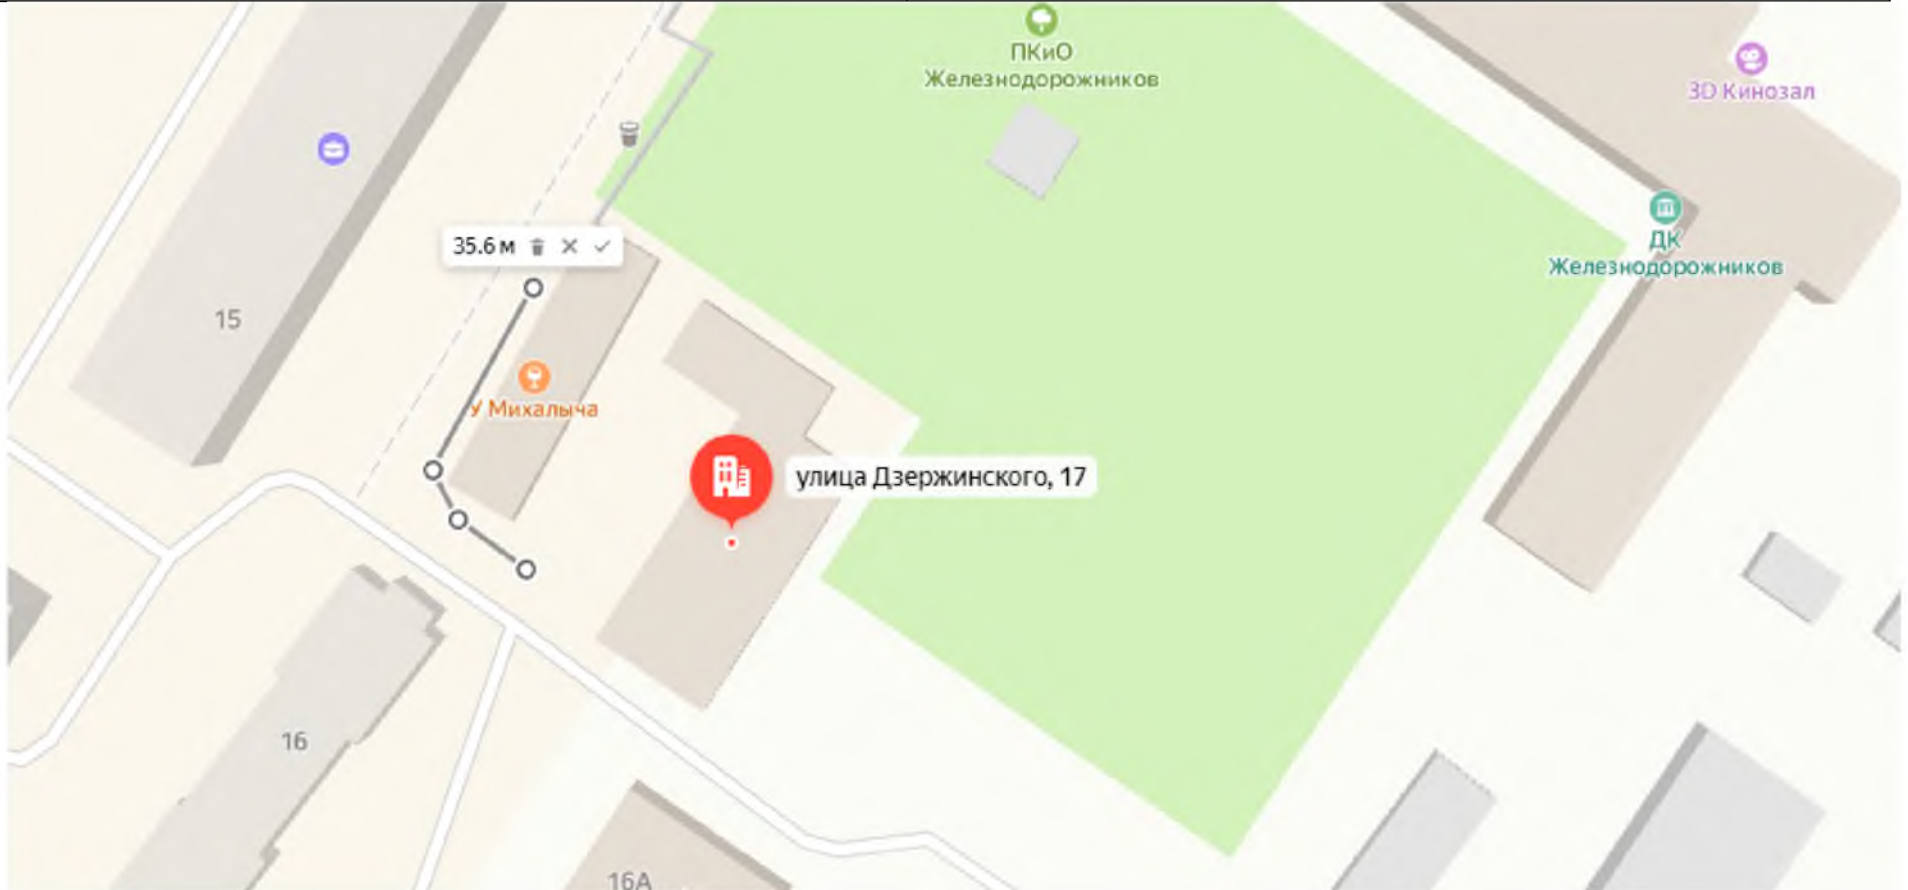 ПКиО
Железнодорожников
3D Кинозал
ДК
Железнодорожников
35.6 м
15
У Михалыча
улица Дзержинского, 17
16
16А